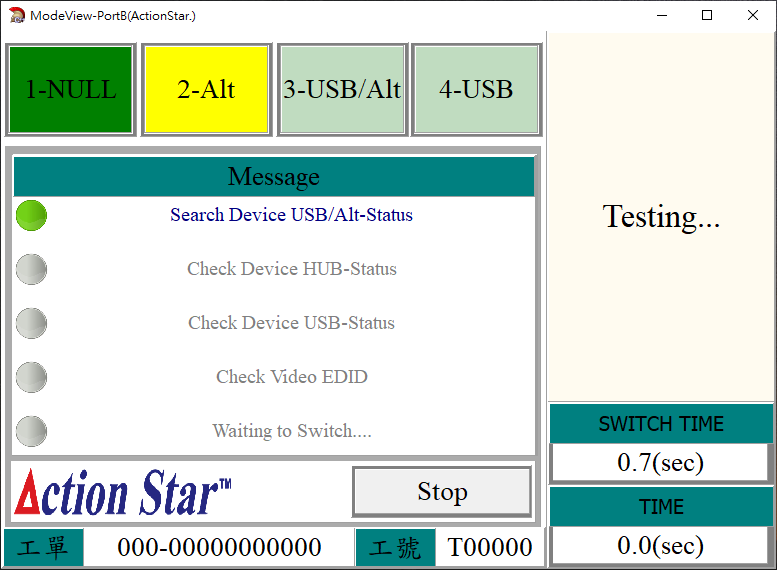 ModeView-PortB(ActionStar.)
1-NULL
2-Alt
3-USB/Alt
4-USB
Message
Search Device USB/Alt-Status
Check Device HUB-Status
Check Device USB-Status
Check Video EDID
Waiting to Switch....
Action Star™
Stop
工單
000-00000000000
工號
T00000
Testing...
SWITCH TIME
0.7(sec)
TIME
0.0(sec)